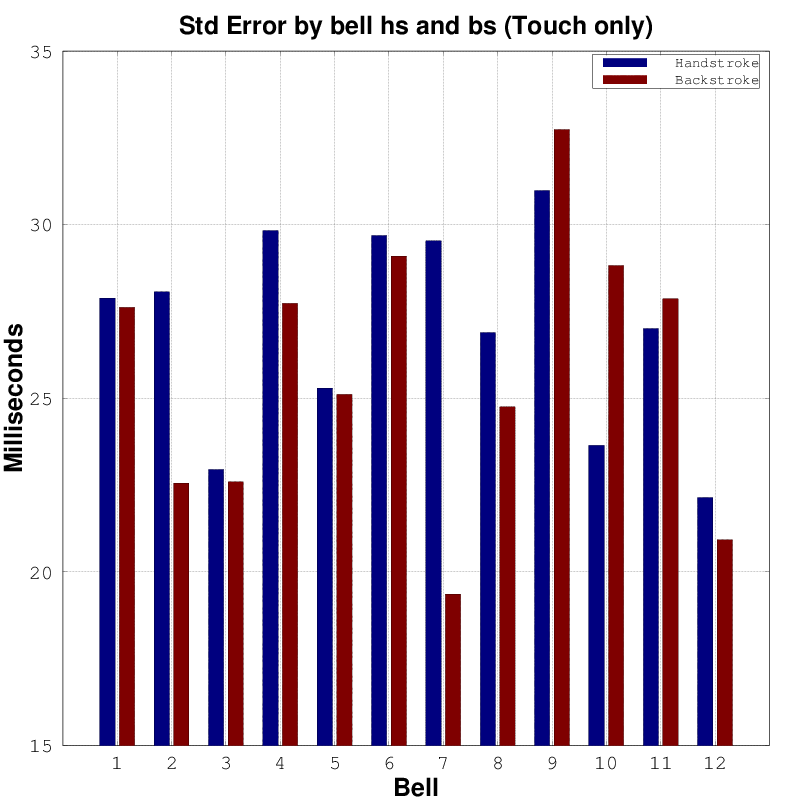 Std Error by bell hs and bs (Touch only)
Handstroke
Backstroke
35
30
25
20
15
Milliseconds
1 2 3 4 5 6 7 8 9 10 11 12
Bell